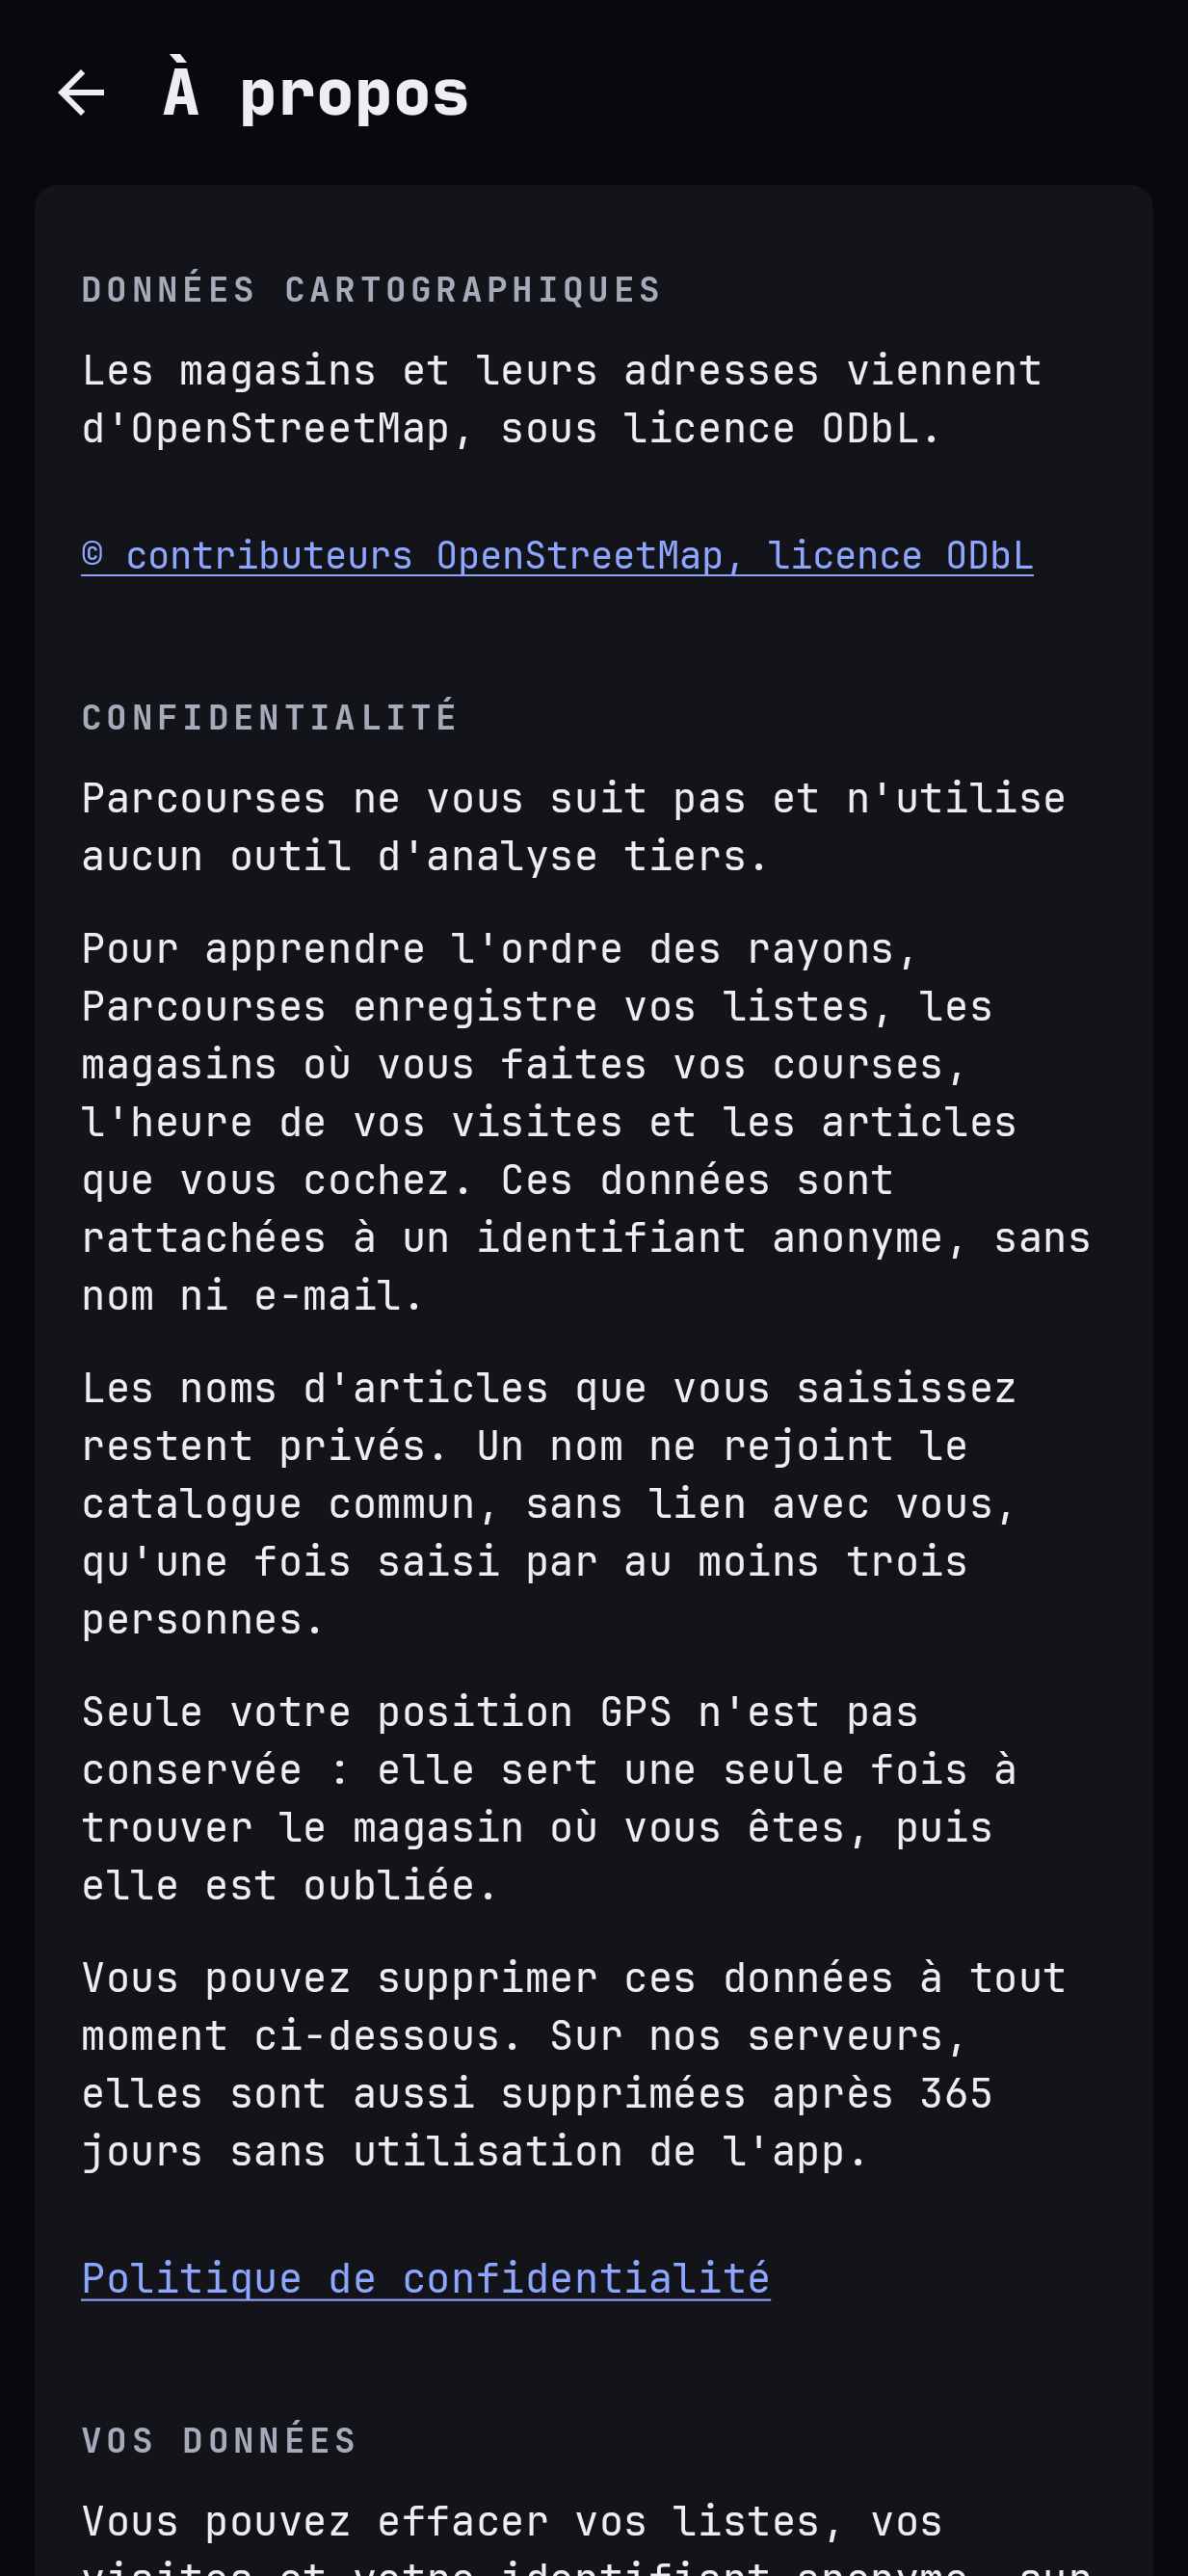 À propos
DONNÉES CARTOGRAPHIQUES
Les magasins et leurs adresses viennent
d'OpenStreetMap, sous licence ODbL.
© contributeurs OpenStreetMap, licence ODbL
CONFIDENTIALITÉ
Parcourses ne vous suit pas et n'utilise
aucun outil d'analyse tiers.
Pour apprendre l'ordre des rayons,
Parcourses enregistre vos listes, les
magasins où vous faites vos courses,
l'heure de vos visites et les articles
que vous cochez. Ces données sont
rattachées à un identifiant anonyme, sans
nom ni e-mail.
Les noms d'articles que vous saisissez
restent privés. Un nom ne rejoint le
catalogue commun, sans lien avec vous,
qu'une fois saisi par au moins trois
personnes.
Seule votre position GPS n'est pas
conservée : elle sert une seule fois à
trouver le magasin où vous êtes, puis
elle est oubliée.
Vous pouvez supprimer ces données à tout
moment ci-dessous. Sur nos serveurs,
elles sont aussi supprimées après 365
jours sans utilisation de l'app.
Politique de confidentialité
VOS DONNÉES
Vous pouvez effacer vos listes, vos
visites et votre identifiant anonyme, sur